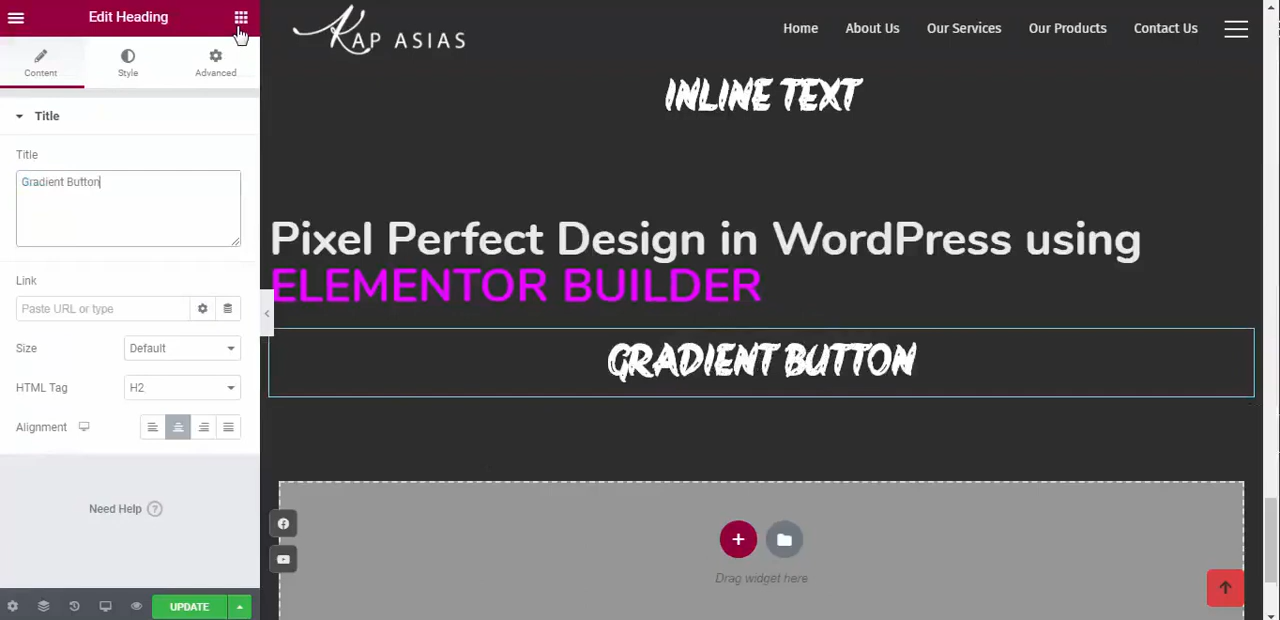 Edit Heading
Content
Style
Advanced
Title
Title
Gradient Button
Link
Paste URL or type
Size
Default
HTML Tag
H2
Alignment
Need Help ?
UPDATE
KAP ASIAS
Home
About Us
Our Services
Our Products
Contact Us
INLINE TEXT
Pixel Perfect Design in WordPress using
ELEMENTOR BUILDER
GRADIENT BUTTON
Drag widget here